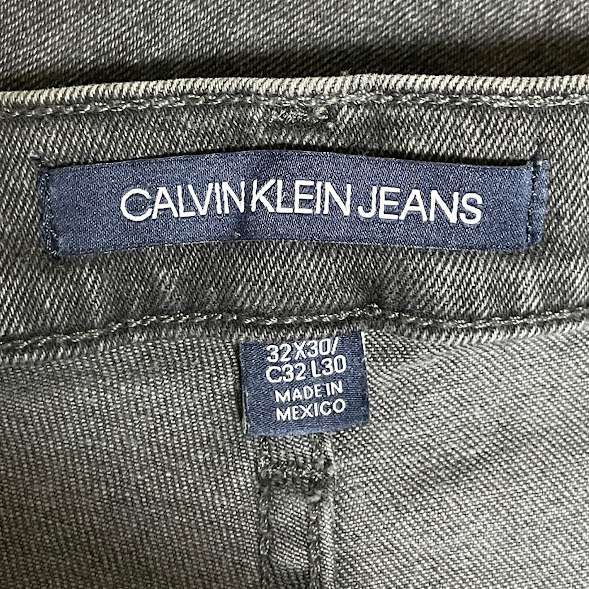 CALVIN KLEIN JEANS
32X30/
C32 L30
MADE IN
MEXICO